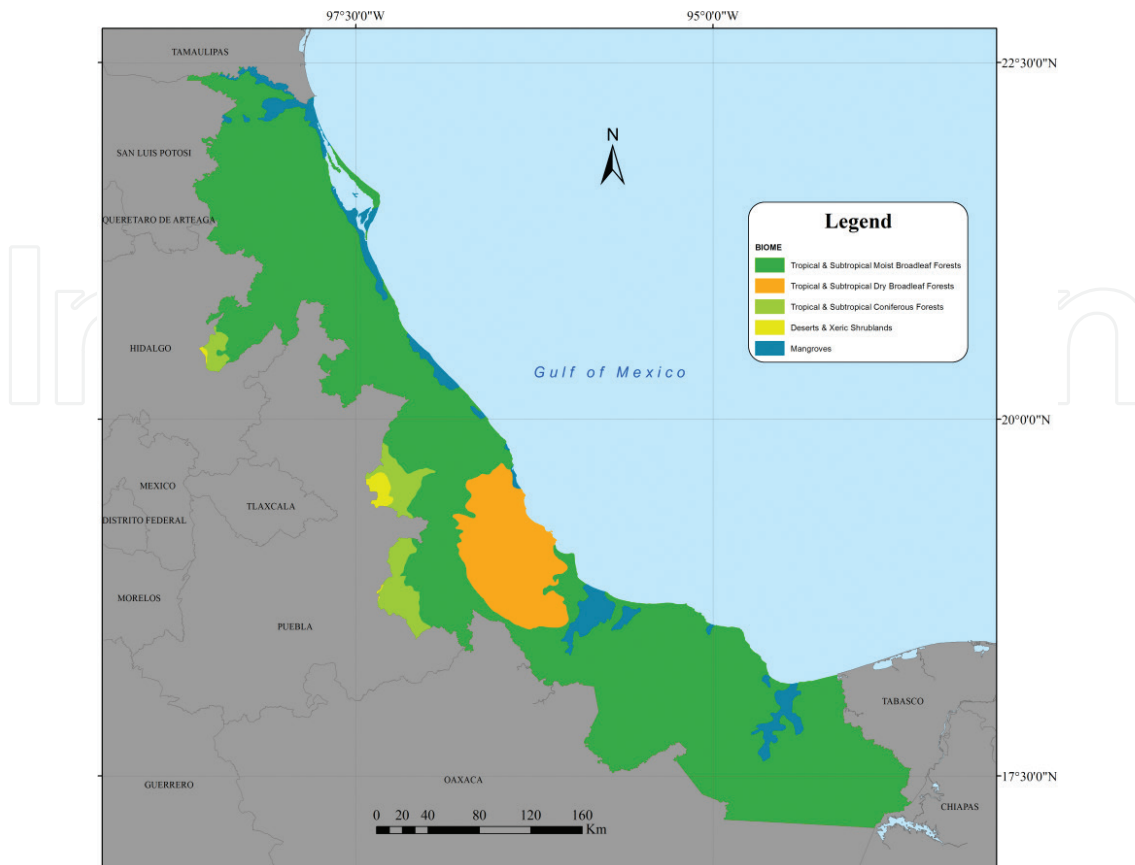 97°30'0"W
95°0'0"W
TAMAULIPAS
22°30'0"N
N
SAN LUIS POTOSI
QUERETARO DE ARTEAGA
Legend
BIOME
Tropical & Subtropical Moist Broadleaf Forests
Tropical & Subtropical Dry Broadleaf Forests
Tropical & Subtropical Coniferous Forests
Deserts & Xeric Shrublands
Mangroves
HIDALGO
Gulf of Mexico
20°0'0"N
MEXICO
TLAXCALA
DISTRITO FEDERAL
MORELOS
PUEBLA
TABASCO
17°30'0"N
OAXACA
GUERRERO
CHIAPAS
0 20 40 80 120 160
Km